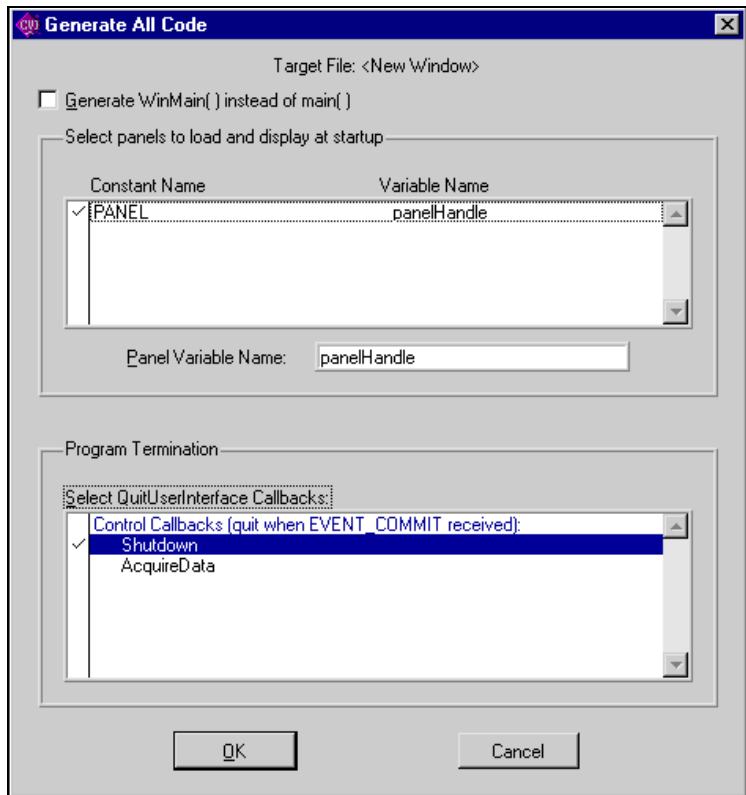 CVI Generate All Code
Target File: <New Window>
Generate WinMain( ) instead of main( )
Select panels to load and display at startup
Constant Name Variable Name
PANEL panelHandle
Panel Variable Name: panelHandle
Program Termination
Select QuitUserInterface Callbacks:
Control Callbacks (quit when EVENT_COMMIT received):
Shutdown
AcquireData
OK Cancel